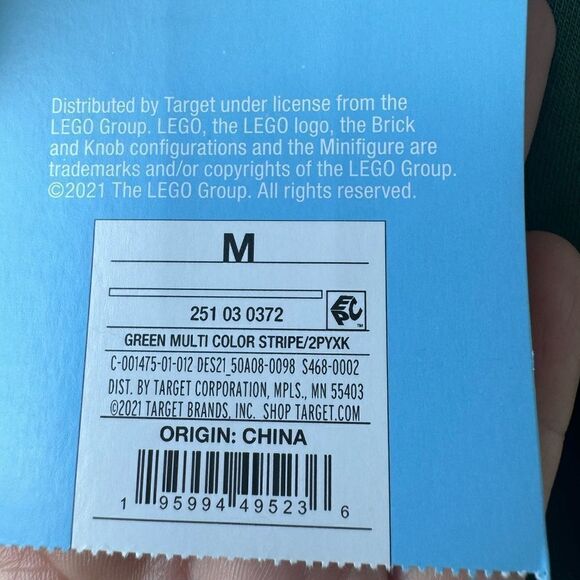 Distributed by Target under license from the
LEGO Group. LEGO, the LEGO logo, the Brick
and Knob configurations and the Minifigure are
trademarks and/or copyrights of the LEGO Group.
©2021 The LEGO Group. All rights reserved.
M
251 03 0372
EPC™
GREEN MULTI COLOR STRIPE/2PYXK
C-001475-01-012 DES21_50A08-0098 S468-0002
DIST. BY TARGET CORPORATION, MPLS., MN 55403
©2021 TARGET BRANDS, INC. SHOP TARGET.COM
ORIGIN: CHINA
1 95994 49523 6